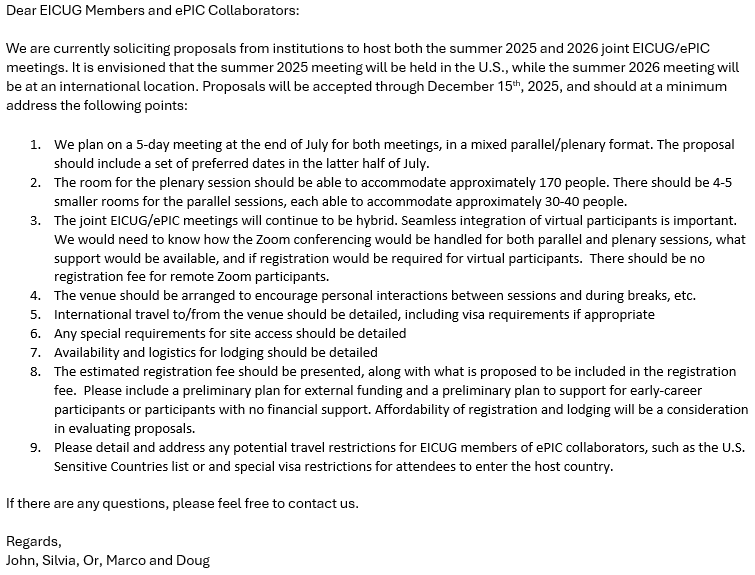 Dear EICUG Members and ePIC Collaborators:
We are currently soliciting proposals from institutions to host both the summer 2025 and 2026 joint EICUG/ePIC
meetings. It is envisioned that the summer 2025 meeting will be held in the U.S., while the summer 2026 meeting will
be at an international location. Proposals will be accepted through December 15th, 2025, and should at a minimum
address the following points:
1. We plan on a 5-day meeting at the end of July for both meetings, in a mixed parallel/plenary format. The proposal
should include a set of preferred dates in the latter half of July.
2. The room for the plenary session should be able to accommodate approximately 170 people. There should be 4-5
smaller rooms for the parallel sessions, each able to accommodate approximately 30-40 people.
3. The joint EICUG/ePIC meetings will continue to be hybrid. Seamless integration of virtual participants is important.
We would need to know how the Zoom conferencing would be handled for both parallel and plenary sessions, what
support would be available, and if registration would be required for virtual participants. There should be no
registration fee for remote Zoom participants.
4. The venue should be arranged to encourage personal interactions between sessions and during breaks, etc.
5. International travel to/from the venue should be detailed, including visa requirements if appropriate
6. Any special requirements for site access should be detailed
7. Availability and logistics for lodging should be detailed
8. The estimated registration fee should be presented, along with what is proposed to be included in the registration
fee. Please include a preliminary plan for external funding and a preliminary plan to support for early-career
participants or participants with no financial support. Affordability of registration and lodging will be a consideration
in evaluating proposals.
9. Please detail and address any potential travel restrictions for EICUG members of ePIC collaborators, such as the U.S.
Sensitive Countries list or and special visa restrictions for attendees to enter the host country.
If there are any questions, please feel free to contact us.
Regards,
John, Silvia, Or, Marco and Doug